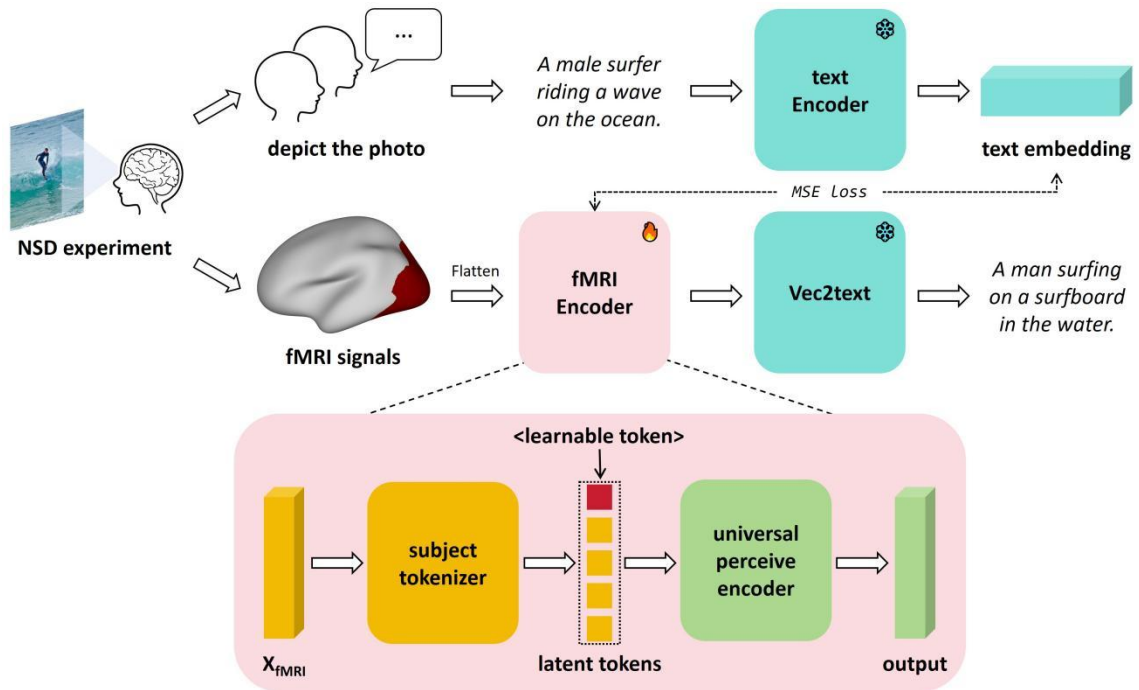 ...
A male surfer
riding a wave
on the ocean.
text
Encoder
depict the photo
text embedding
MSE Loss
NSD experiment
Flatten
fMRI
Encoder
Vec2text
A man surfing
on a surfboard
in the water.
fMRI signals
<learnable token>
subject
tokenizer
universal
perceive
encoder
XfMRI
latent tokens
output